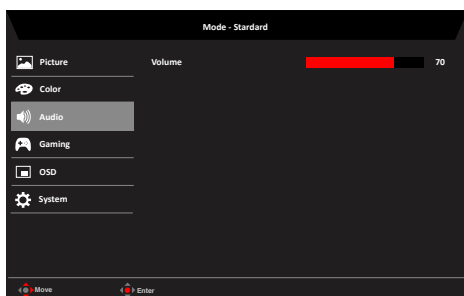 Mode - Stardard
Picture
Volume 70
Color
Audio
Gaming
OSD
System
Move Enter